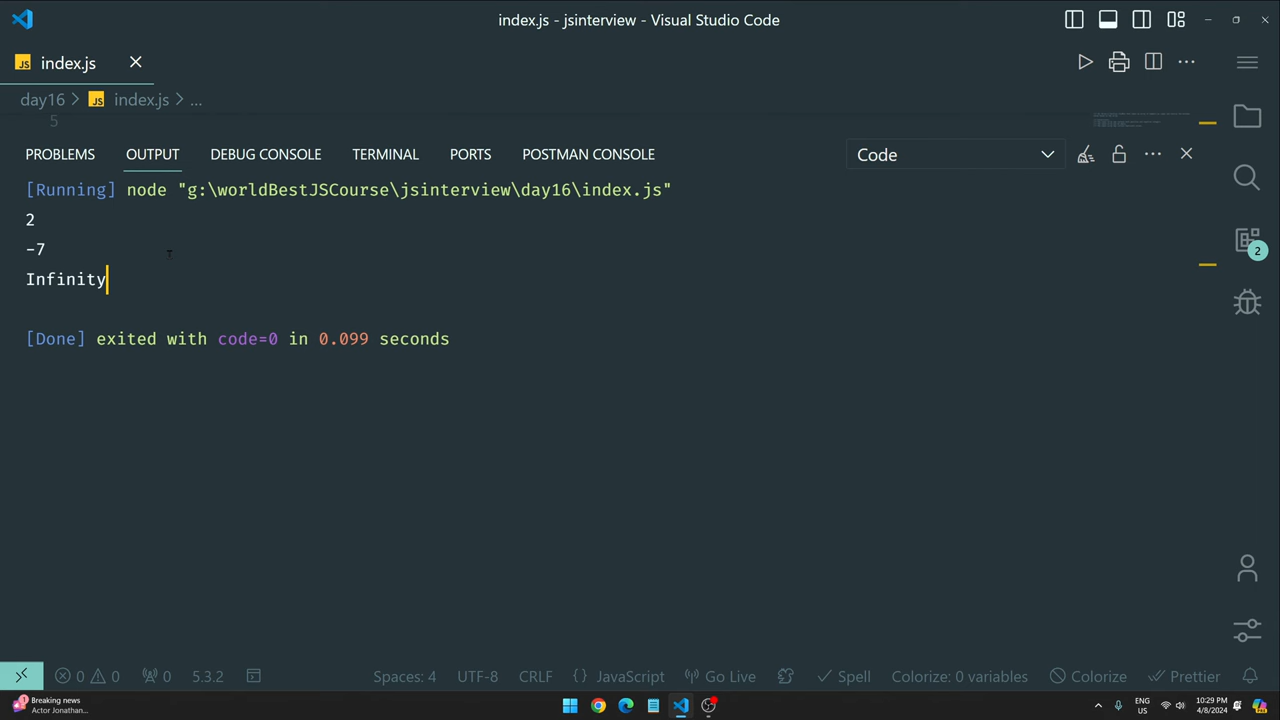 index.js - jsinterview - Visual Studio Code
JS index.js
day16 > JS index.js > ...
5
PROBLEMS OUTPUT DEBUG CONSOLE TERMINAL PORTS POSTMAN CONSOLE Code
[Running] node "g:\worldBestJSCourse\jsinterview\day16\index.js"
2
-7
Infinity
[Done] exited with code=0 in 0.099 seconds
2
0 0 0 5.3.2 Spaces: 4 UTF-8 CRLF {} JavaScript Go Live Spell Colorize: 0 variables Colorize Prettier
1 Breaking news
Actor Jonathan...
ENG
US
10:29 PM
4/8/2024